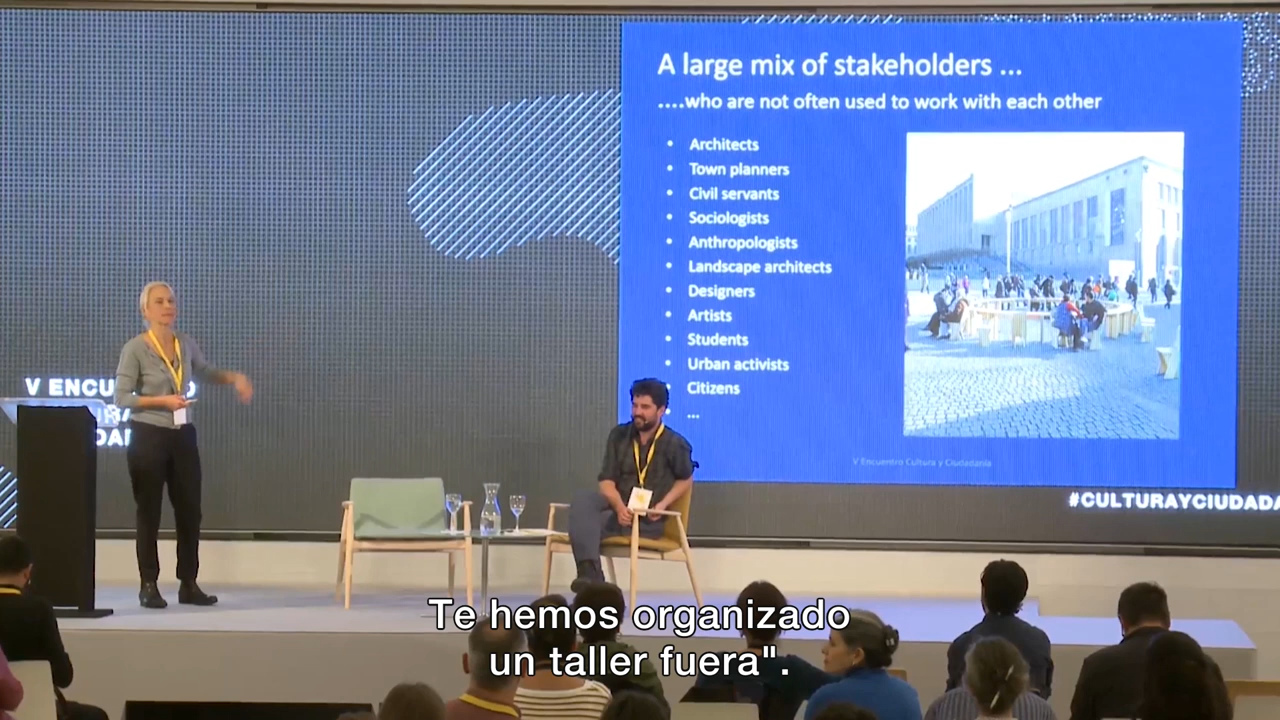 A large mix of stakeholders ...
....who are not often used to work with each other
• Architects
• Town planners
• Civil servants
• Sociologists
• Anthropologists
• Landscape architects
• Designers
• Artists
• Students
• Urban activists
• Citizens
• ...
V Encuentro Cultura y Ciudadanía
V ENCU
#CULTURAYCIUDADA
Te hemos organizado
un taller fuera".